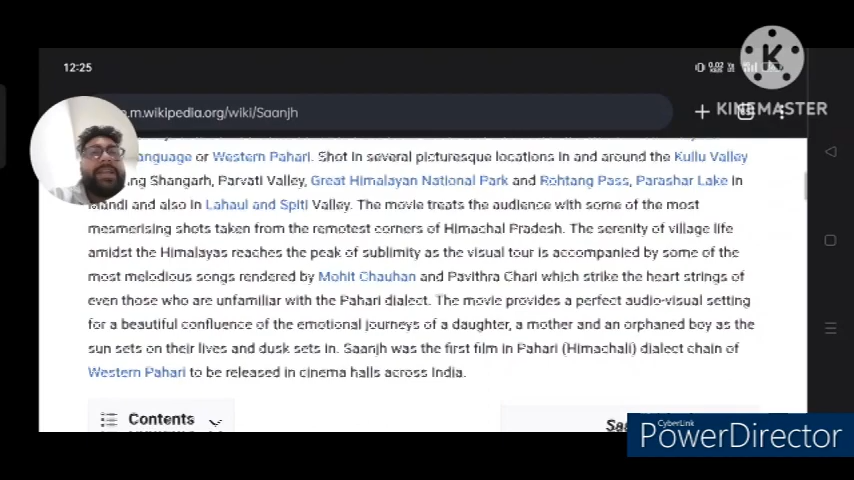 12:25
0.02
KINEMASTER
.m.wikipedia.org/wiki/Saanjh
anguage or Western Pahari. Shot in several picturesque locations in and around the Kullu Valley
ng Shangarh, Parvati Valley, Great Himalayan National Park and Rohtang Pass, Parashar Lake in
Mandi and also in Lahaul and Spiti Valley. The movie treats the audience with some of the most
mesmerising shots taken from the remotest corners of Himachal Pradesh. The serenity of village life
amidst the Himalayas reaches the peak of sublimity as the visual tour is accompanied by some of the
most melodious songs rendered by Mohit Chauhan and Pavithra Chari which strike the heart strings of
even those who are unfamiliar with the Pahari dialect. The movie provides a perfect audio-visual setting
for a beautiful confluence of the emotional journeys of a daughter, a mother and an orphaned boy as the
sun sets on their lives and dusk sets in. Saanjh was the first film in Pahari (Himachali) dialect chain of
Western Pahari to be released in cinema halls across India.
Contents
CyberLink
PowerDirector